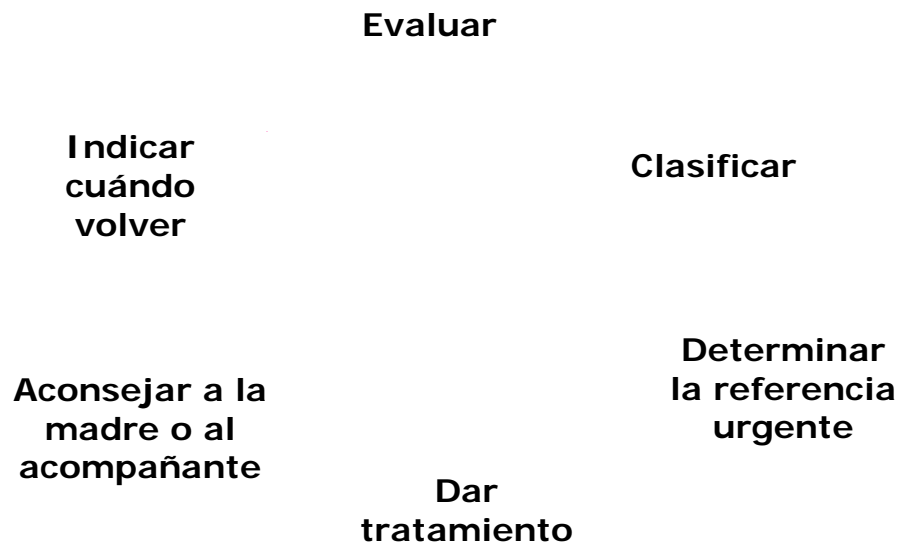 Evaluar
Indicar
cuándo
volver
Clasificar
Determinar
la referencia
urgente
Aconsejar a la
madre o al
acompañante
Dar
tratamiento